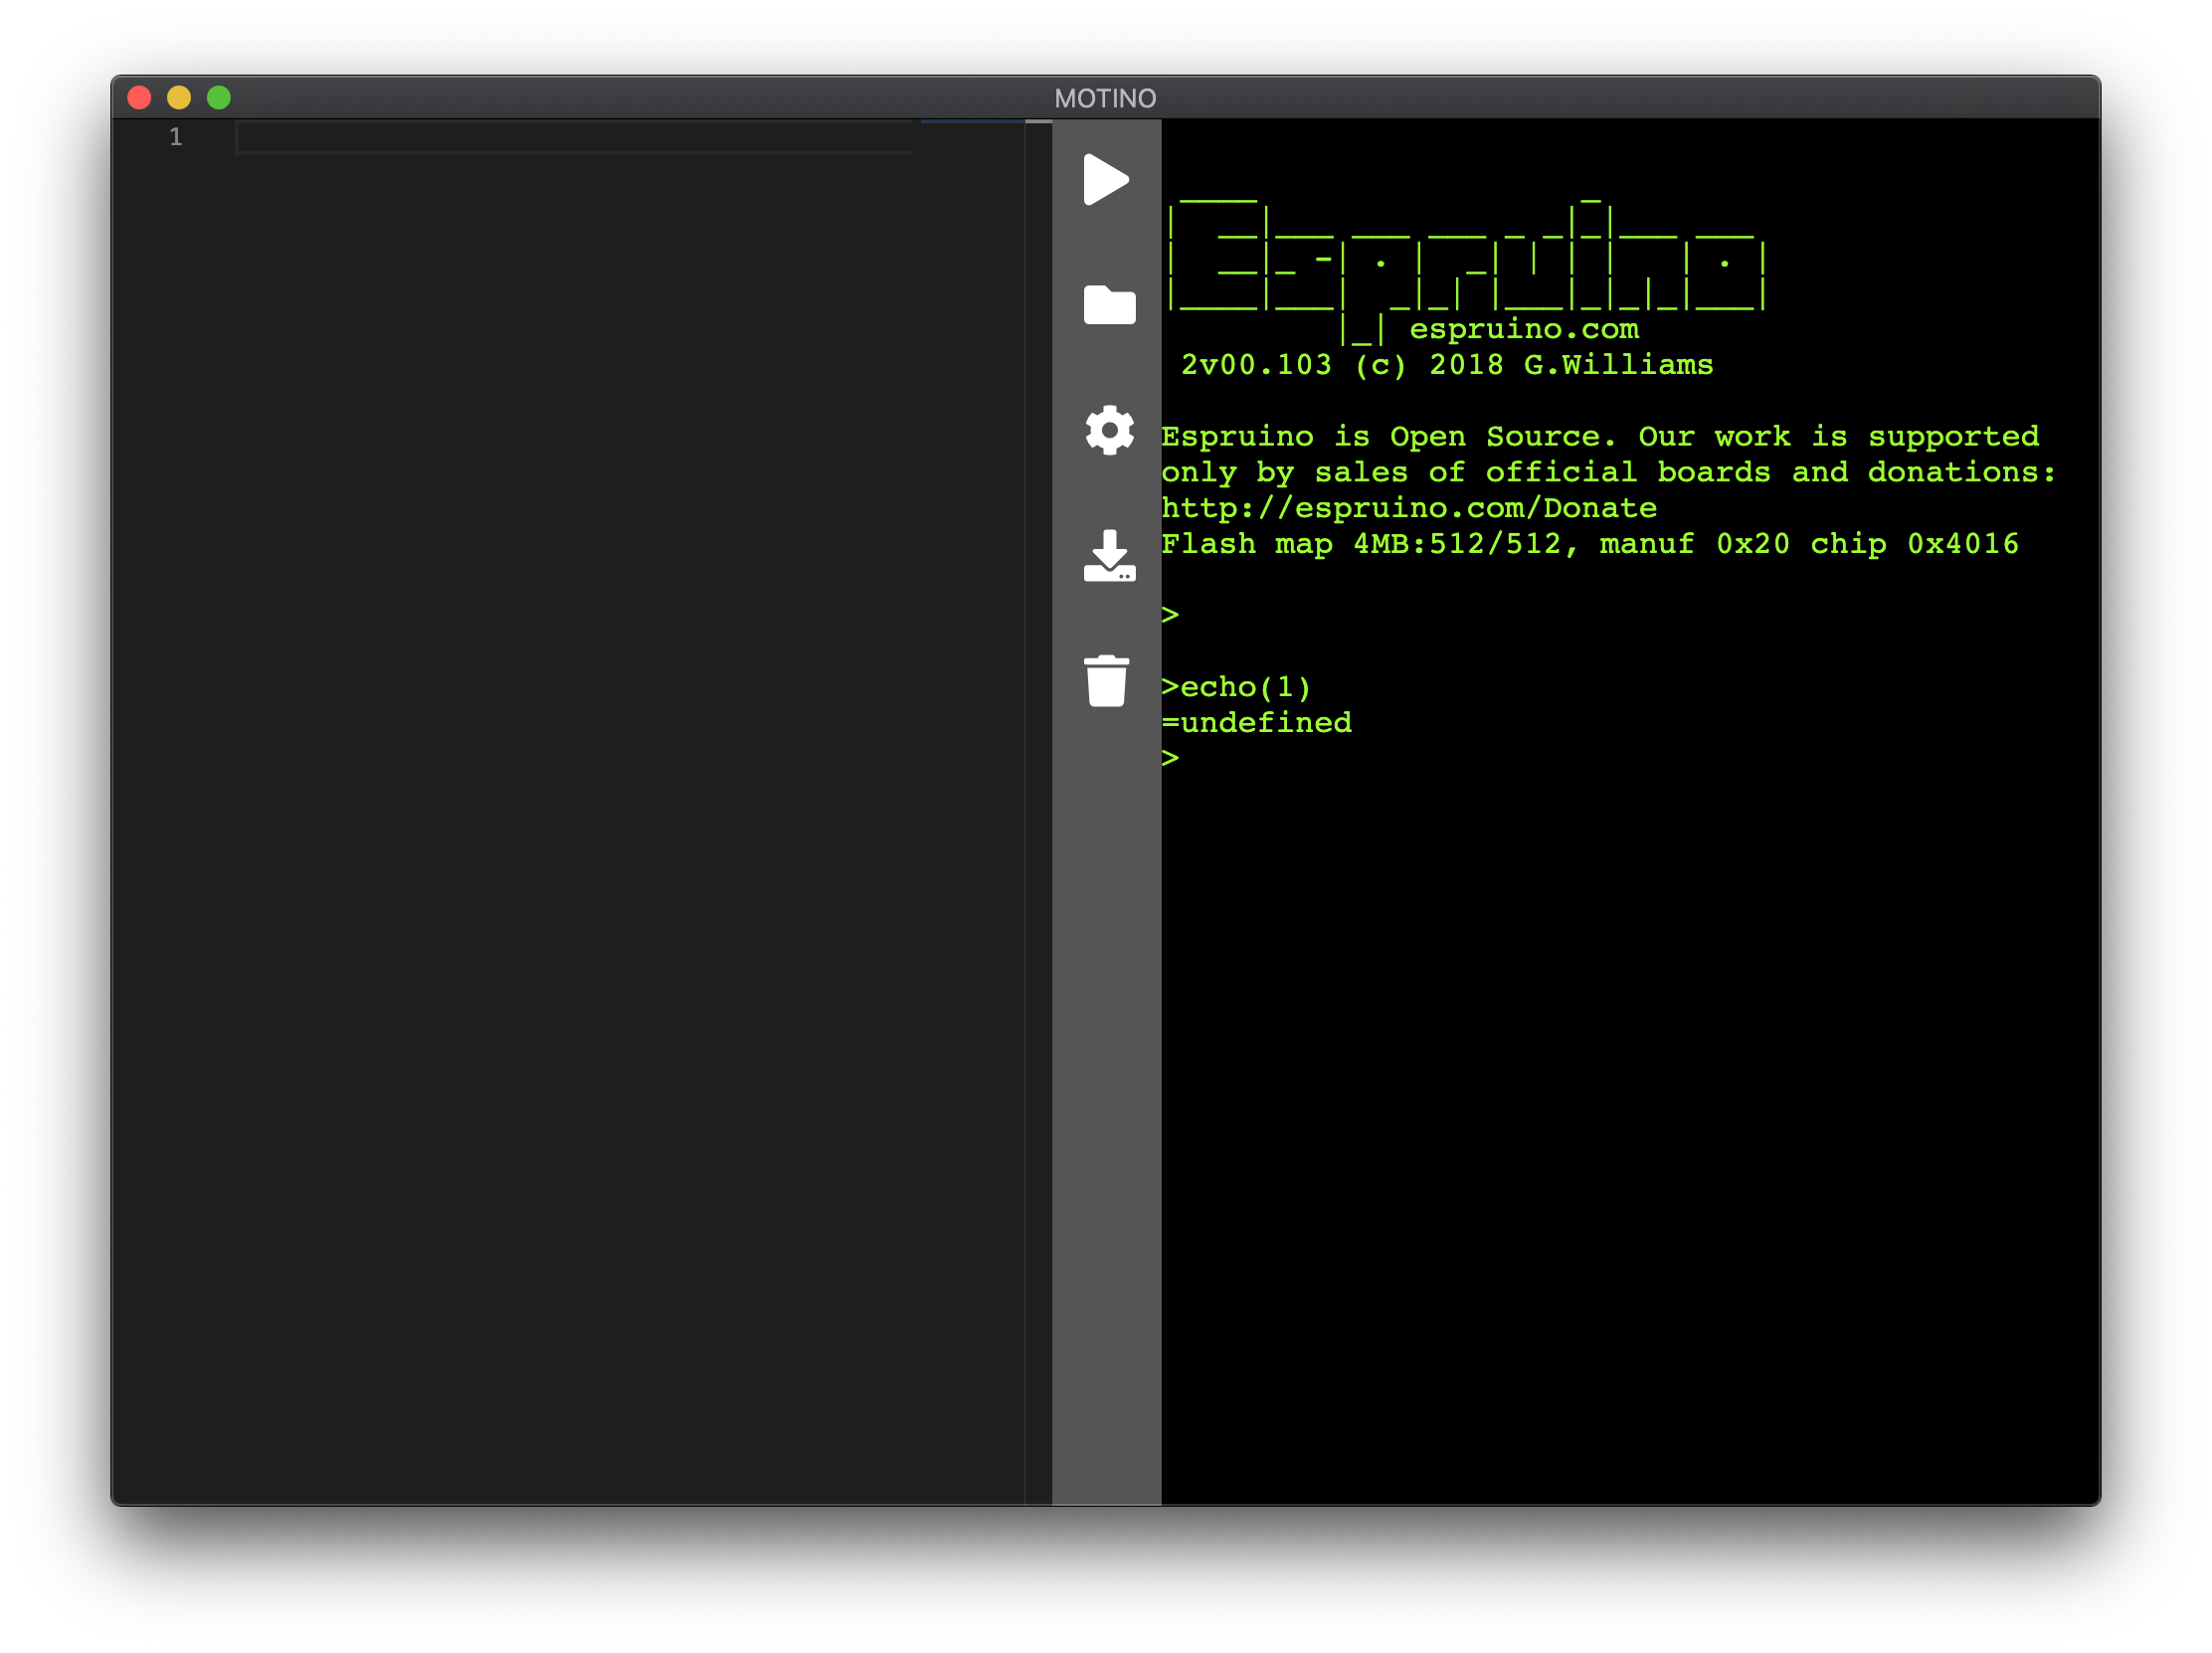 MOTINO
1
 ____                 _
|  __|___ ___ ___ _ _|_|___ ___
|  __|_ -| . |  _| | | |   | . |
|____|___|  _|_| |___|_|_|_|___|
         |_| espruino.com
 2v00.103 (c) 2018 G.Williams
Espruino is Open Source. Our work is supported
only by sales of official boards and donations:
http://espruino.com/Donate
Flash map 4MB:512/512, manuf 0x20 chip 0x4016
>
>echo(1)
=undefined
>